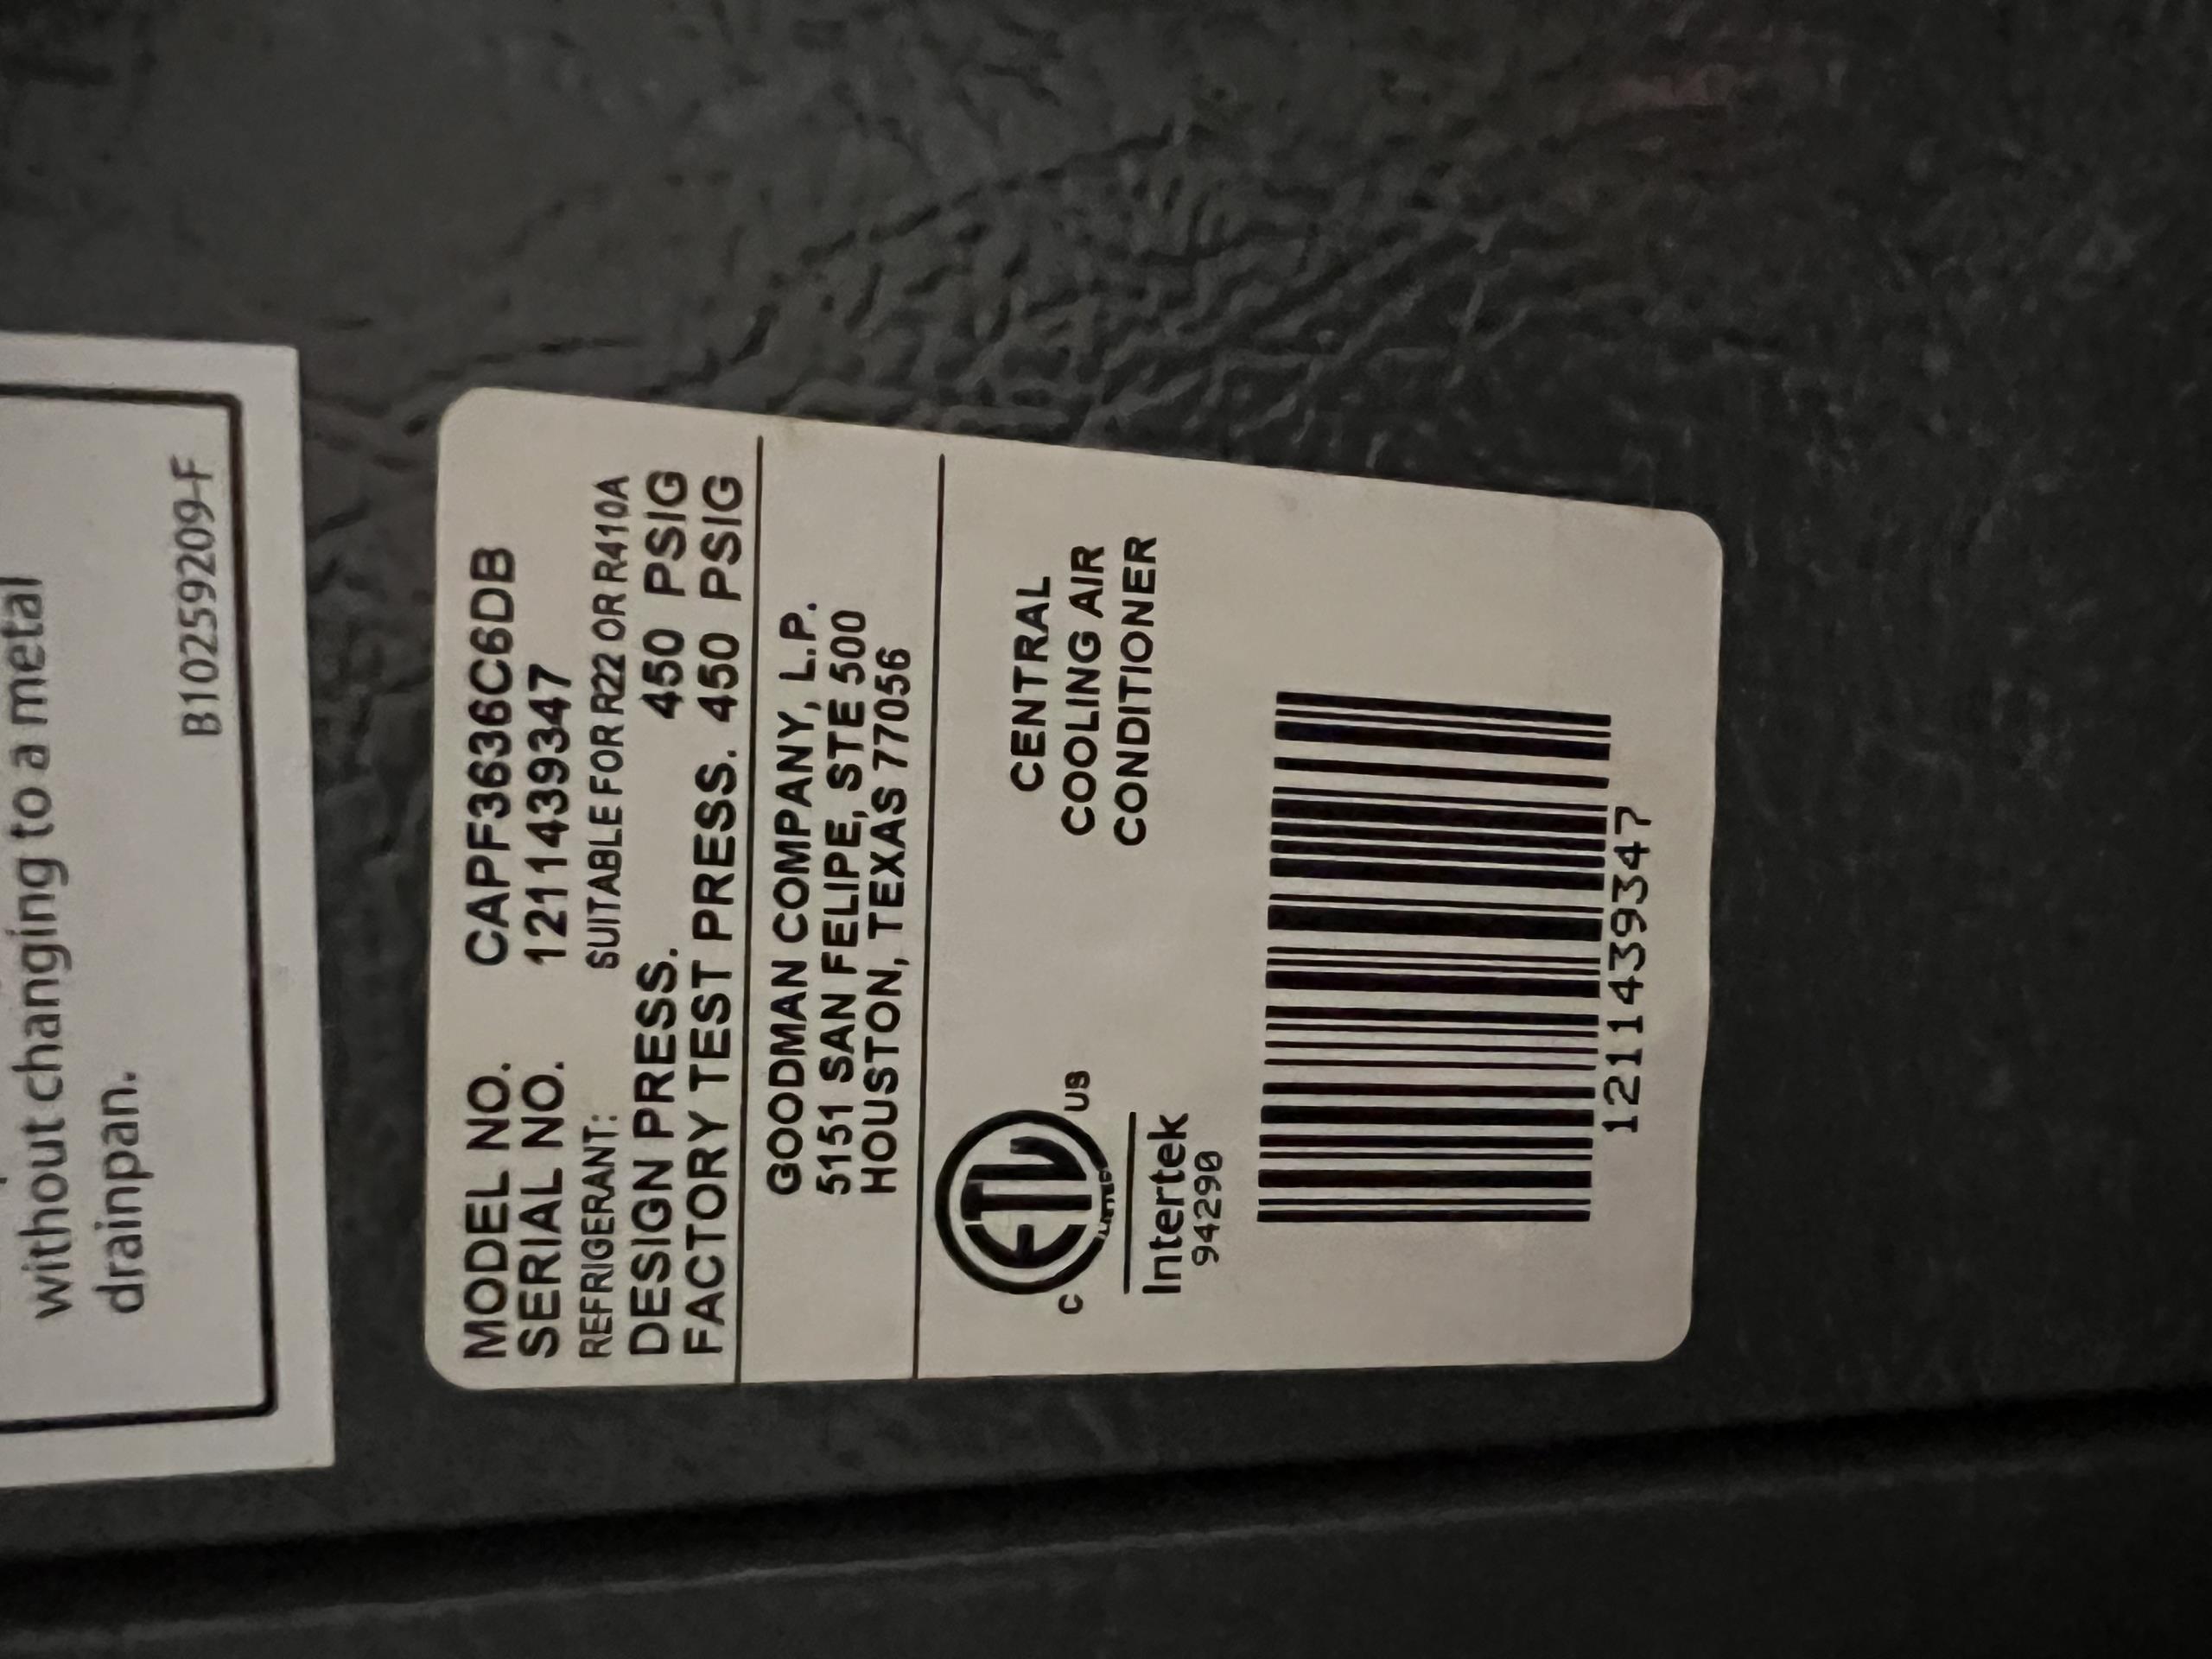 without changing to a metal
drainpan.
B10259209-F
MODEL NO. CAPF3636C6DB
SERIAL NO. 1211439347
REFRIGERANT: SUITABLE FOR R22 OR R410A
DESIGN PRESS. 450 PSIG
FACTORY TEST PRESS. 450 PSIG
GOODMAN COMPANY, L.P.
5151 SAN FELIPE, STE 500
HOUSTON, TEXAS 77056
C ETL LISTED US
Intertek
94290
CENTRAL
COOLING AIR
CONDITIONER
1211439347